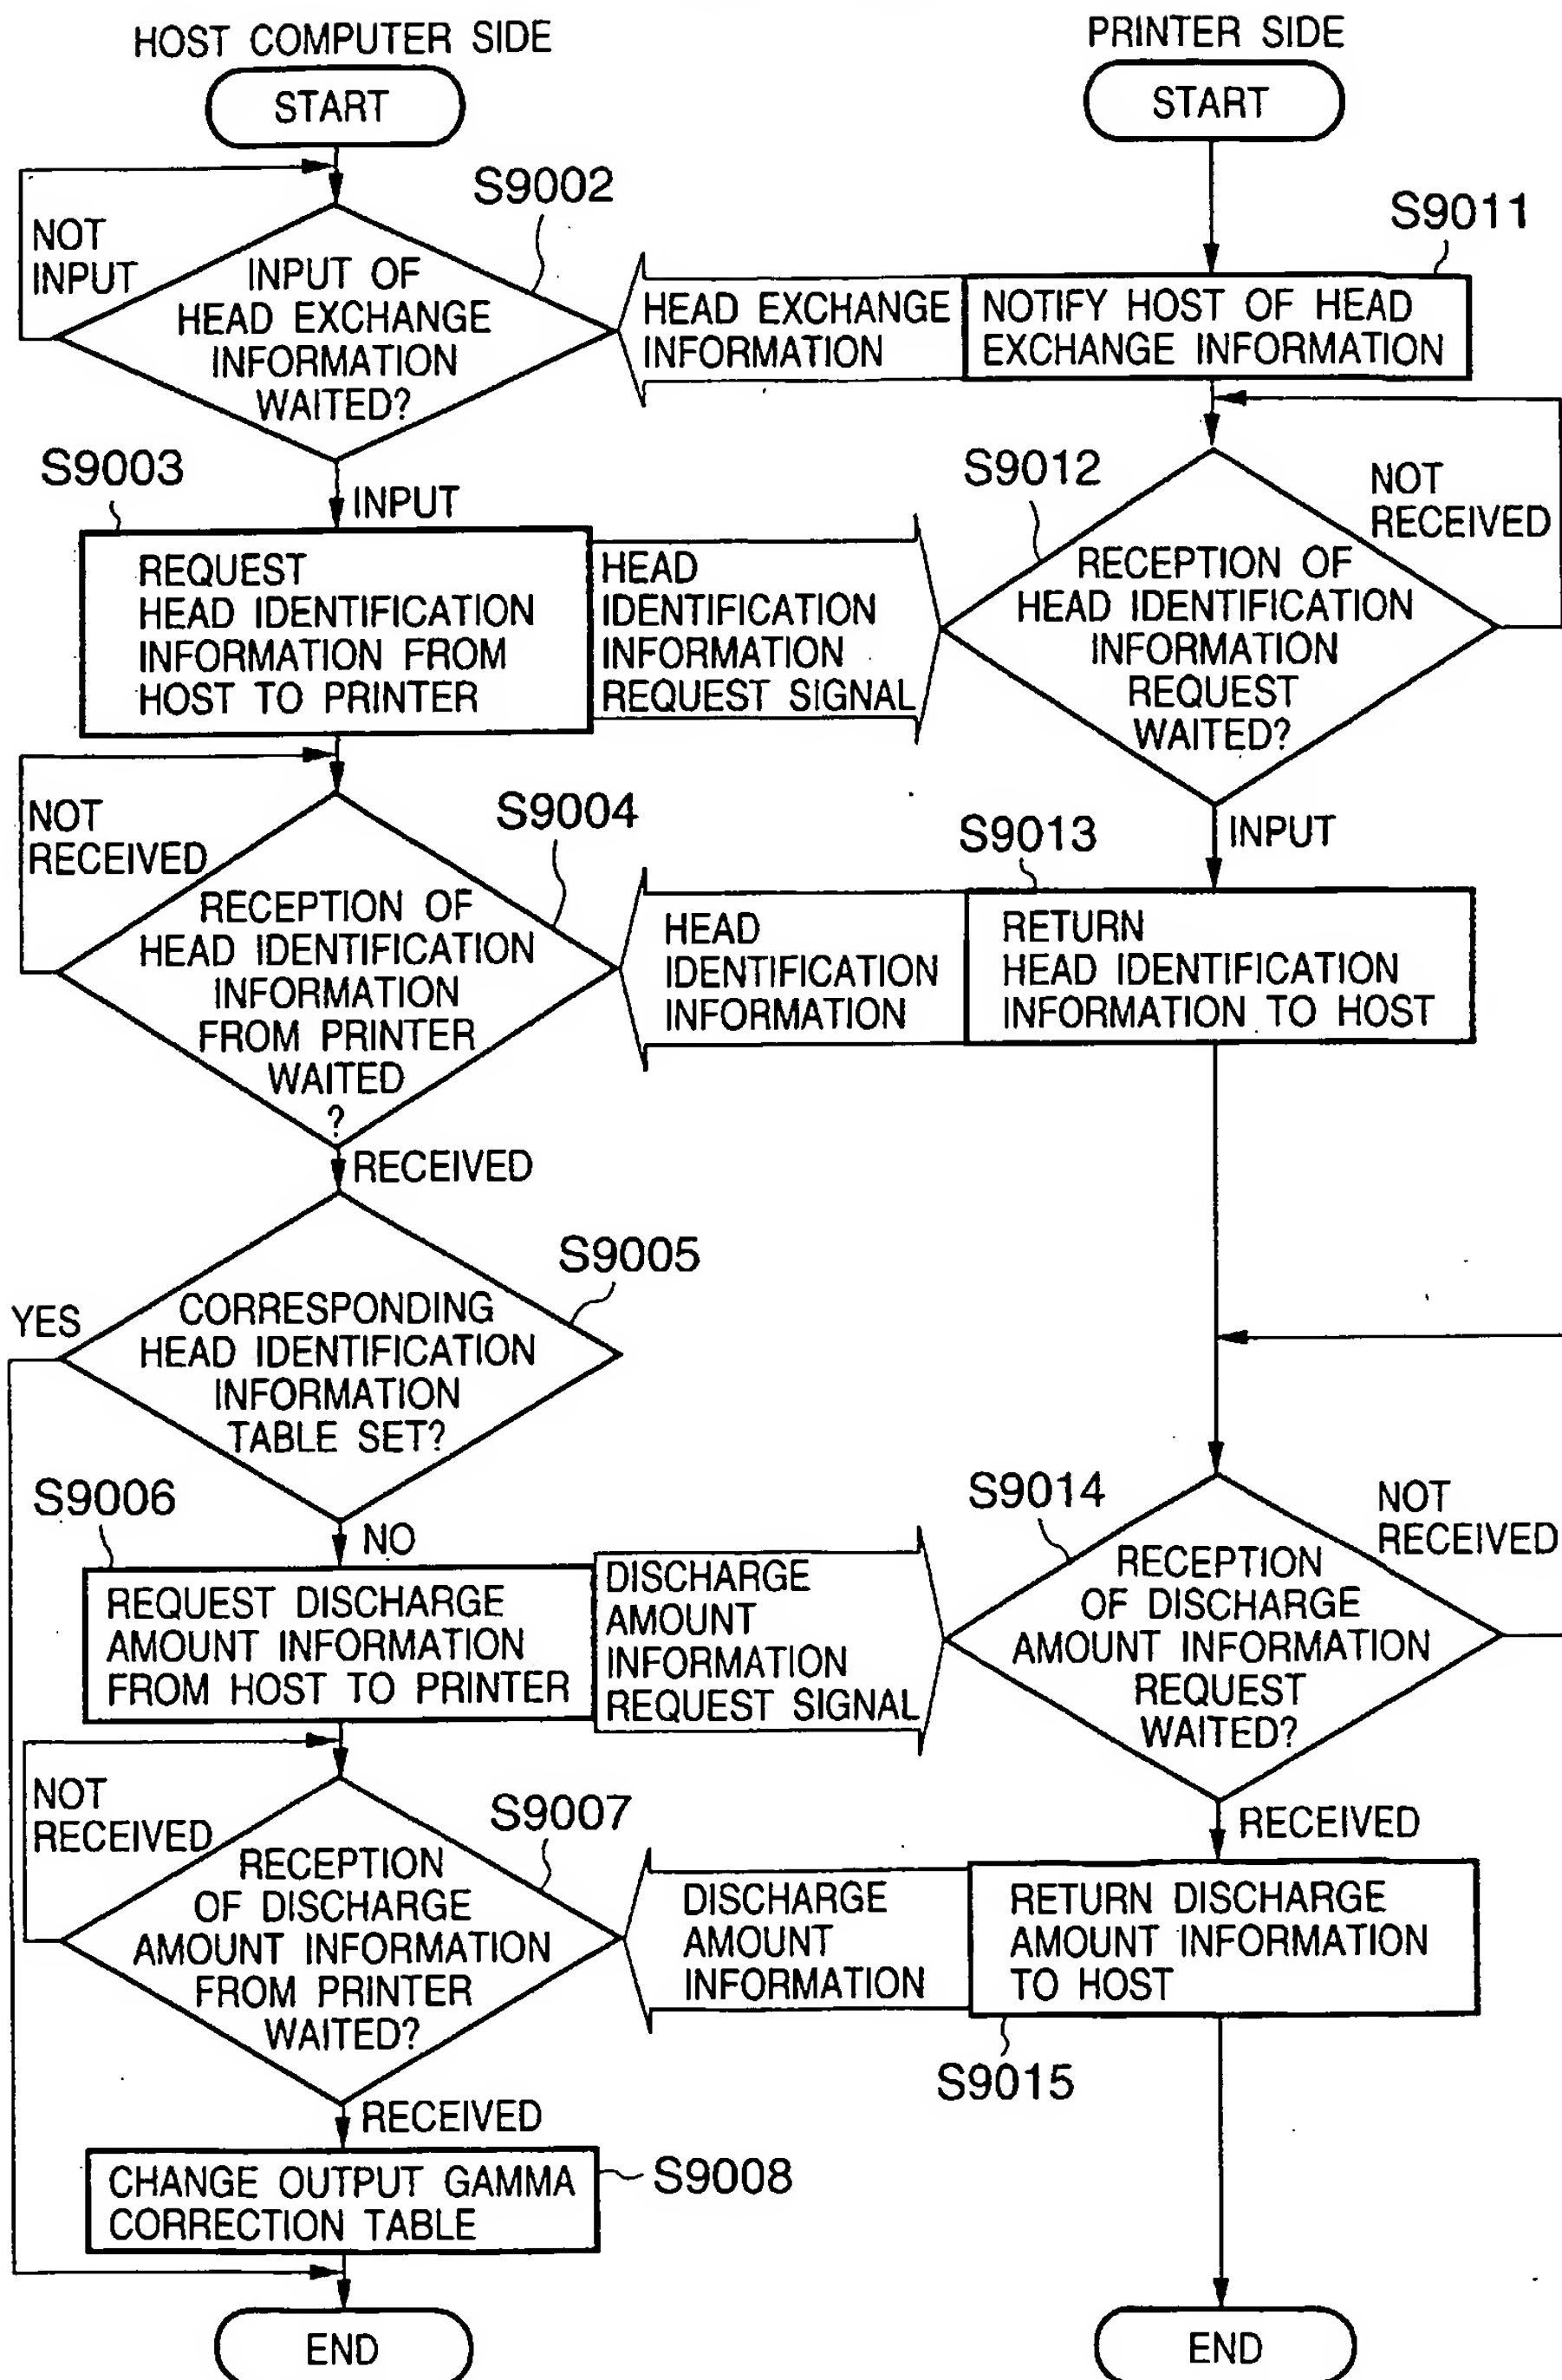 HOST COMPUTER SIDE
PRINTER SIDE
START
START
S9002
S9011
NOT
INPUT
INPUT OF
HEAD EXCHANGE
INFORMATION
WAITED?
HEAD EXCHANGE
INFORMATION
NOTIFY HOST OF HEAD
EXCHANGE INFORMATION
S9003
INPUT
S9012
NOT
RECEIVED
REQUEST
HEAD IDENTIFICATION
INFORMATION FROM
HOST TO PRINTER
HEAD
IDENTIFICATION
INFORMATION
REQUEST SIGNAL
RECEPTION OF
HEAD IDENTIFICATION
INFORMATION
REQUEST
WAITED?
NOT
RECEIVED
S9004
S9013
INPUT
RECEPTION OF
HEAD IDENTIFICATION
INFORMATION
FROM PRINTER
WAITED
?
HEAD
IDENTIFICATION
INFORMATION
RETURN
HEAD IDENTIFICATION
INFORMATION TO HOST
RECEIVED
S9005
YES
CORRESPONDING
HEAD IDENTIFICATION
INFORMATION
TABLE SET?
S9006
NO
S9014
NOT
RECEIVED
REQUEST DISCHARGE
AMOUNT INFORMATION
FROM HOST TO PRINTER
DISCHARGE
AMOUNT
INFORMATION
REQUEST SIGNAL
RECEPTION
OF DISCHARGE
AMOUNT INFORMATION
REQUEST
WAITED?
NOT
RECEIVED
S9007
RECEIVED
RECEPTION
OF DISCHARGE
AMOUNT INFORMATION
FROM PRINTER
WAITED?
DISCHARGE
AMOUNT
INFORMATION
RETURN DISCHARGE
AMOUNT INFORMATION
TO HOST
S9015
RECEIVED
CHANGE OUTPUT GAMMA
CORRECTION TABLE
S9008
END
END